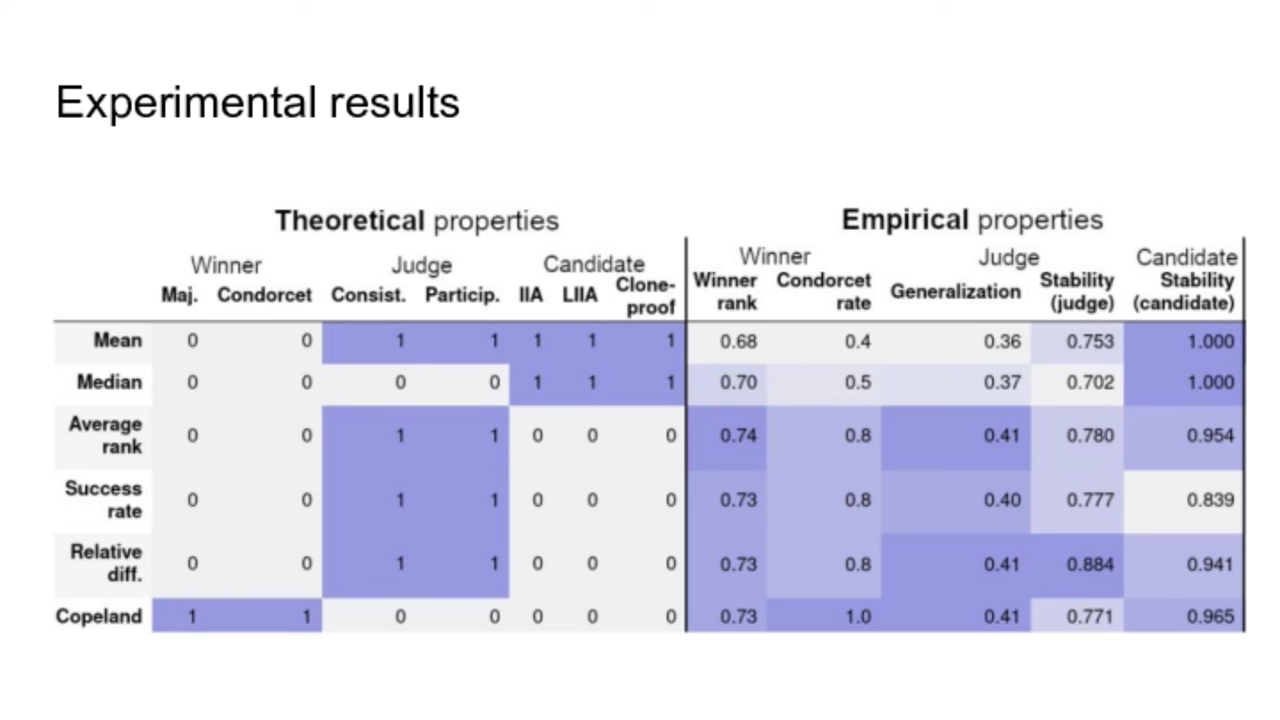 Experimental results
Theoretical properties
Empirical properties
Winner Judge Candidate
Winner Judge Candidate
Maj. Condorcet Consist. Particip. IIA LIIA Clone-proof Winner rank Condorcet rate Generalization Stability (judge) Stability (candidate)
Mean 0 0 1 1 1 1 1 0.68 0.4 0.36 0.753 1.000
Median 0 0 0 0 1 1 1 0.70 0.5 0.37 0.702 1.000
Average rank 0 0 1 1 0 0 0 0.74 0.8 0.41 0.780 0.954
Success rate 0 0 1 1 0 0 0 0.73 0.8 0.40 0.777 0.839
Relative diff. 0 0 1 1 0 0 0 0.73 0.8 0.41 0.884 0.941
Copeland 1 1 0 0 0 0 0 0.73 1.0 0.41 0.771 0.965